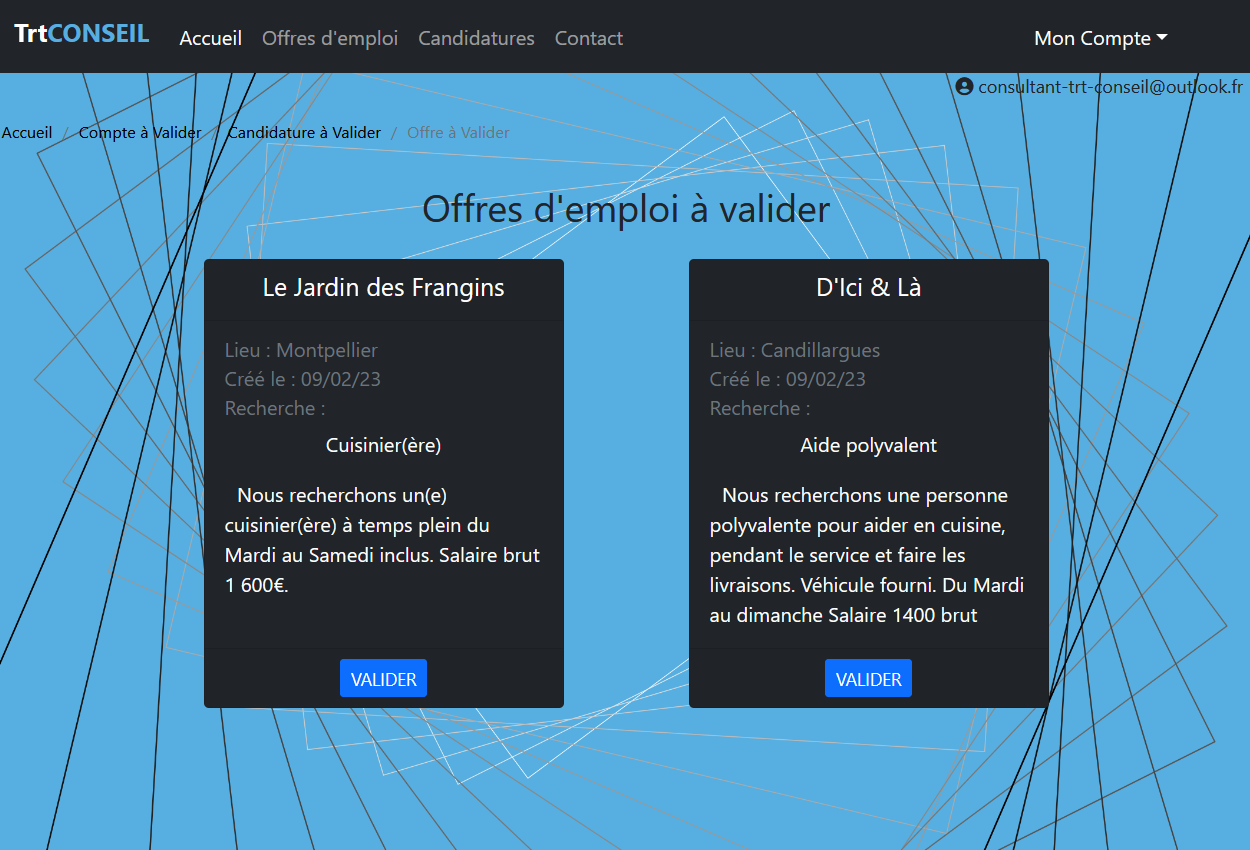 TrtCONSEIL Accueil Offres d'emploi Candidatures Contact Mon Compte
consultant-trt-conseil@outlook.fr
Accueil / Compte à Valider / Candidature à Valider / Offre à Valider
Offres d'emploi à valider
Le Jardin des Frangins
Lieu : Montpellier
Créé le : 09/02/23
Recherche :
Cuisinier(ère)
Nous recherchons un(e)
cuisinier(ère) à temps plein du
Mardi au Samedi inclus. Salaire brut
1 600€.
VALIDER
D'Ici & Là
Lieu : Candillargues
Créé le : 09/02/23
Recherche :
Aide polyvalent
Nous recherchons une personne
polyvalente pour aider en cuisine,
pendant le service et faire les
livraisons. Véhicule fourni. Du Mardi
au dimanche Salaire 1400 brut
VALIDER